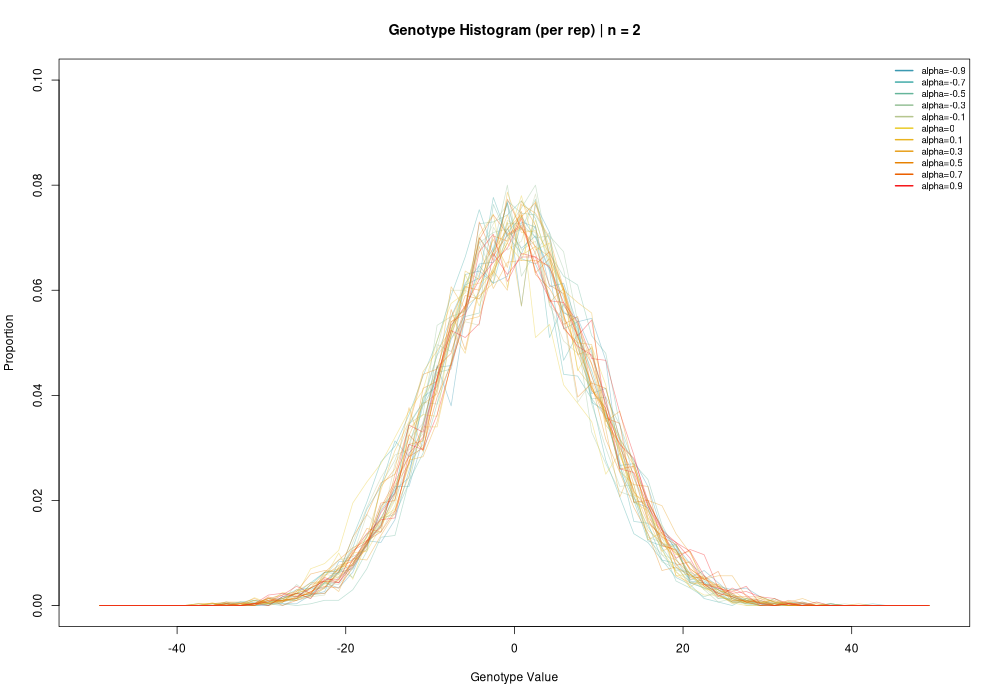 Genotype Histogram (per rep) | n = 2
alpha=-0.9
alpha=-0.7
alpha=-0.5
alpha=-0.3
alpha=-0.1
alpha=0
alpha=0.1
alpha=0.3
alpha=0.5
alpha=0.7
alpha=0.9
Proportion
0.10
0.08
0.06
0.04
0.02
0.00
-40 -20 0 20 40
Genotype Value